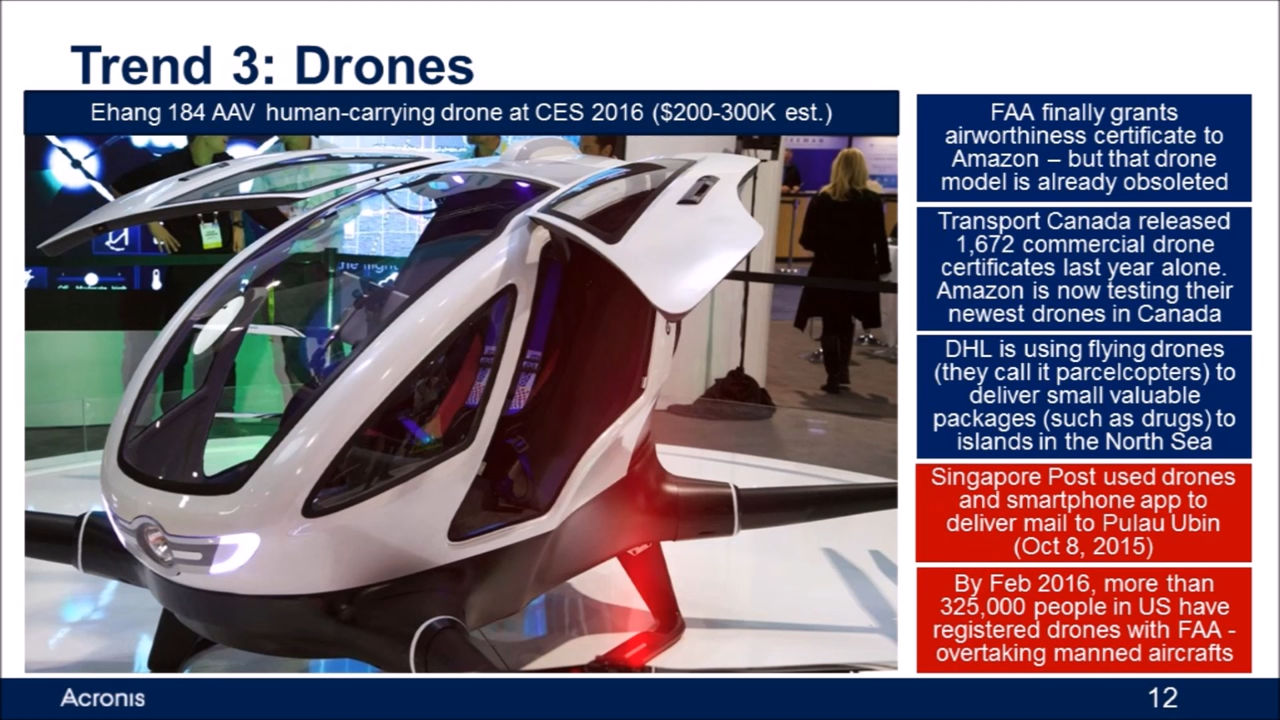 Trend 3: Drones
Ehang 184 AAV human-carrying drone at CES 2016 ($200-300K est.)
FAA finally grants
airworthiness certificate to
Amazon – but that drone
model is already obsoleted
Transport Canada released
1,672 commercial drone
certificates last year alone.
Amazon is now testing their
newest drones in Canada
DHL is using flying drones
(they call it parcelcopters) to
deliver small valuable
packages (such as drugs) to
islands in the North Sea
Singapore Post used drones
and smartphone app to
deliver mail to Pulau Ubin
(Oct 8, 2015)
By Feb 2016, more than
325,000 people in US have
registered drones with FAA -
overtaking manned aircrafts
Acronis
12